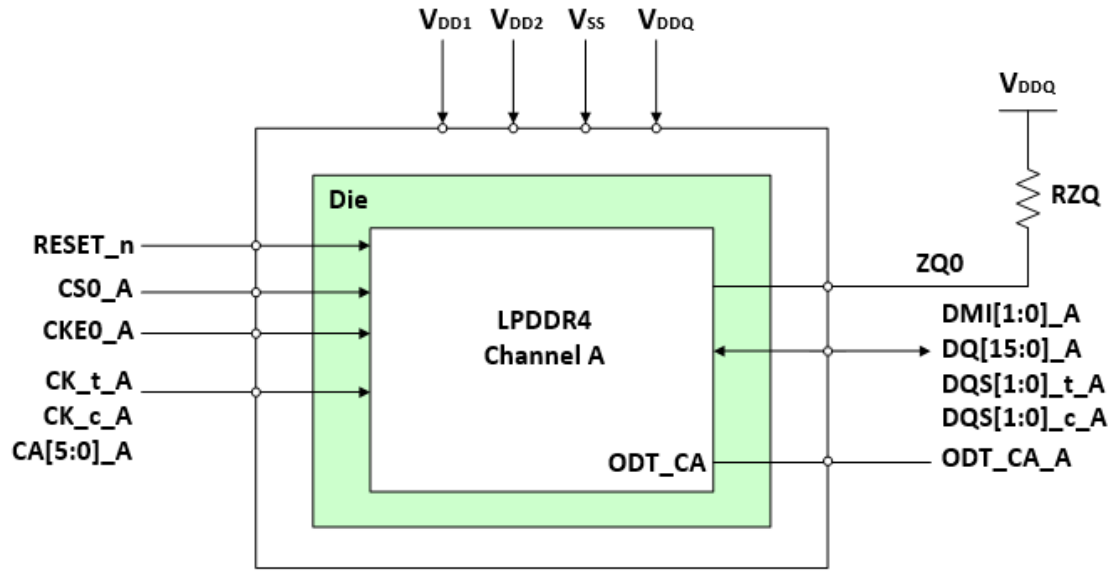 VDD1 VDD2 VSS VDDQ
VDDQ
RZQ
Die
RESET_n
CS0_A
CKE0_A
CK_t_A
CK_c_A
CA[5:0]_A
LPDDR4
Channel A
ODT_CA
ZQ0
DMI[1:0]_A
DQ[15:0]_A
DQS[1:0]_t_A
DQS[1:0]_c_A
ODT_CA_A